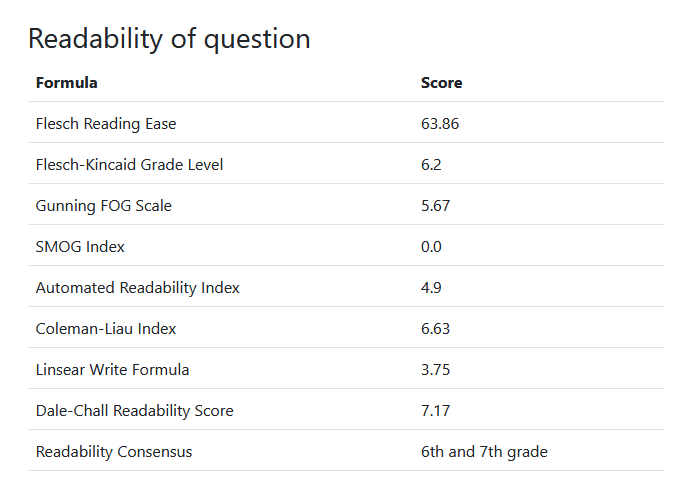 Readability of question
Formula Score
Flesch Reading Ease 63.86
Flesch-Kincaid Grade Level 6.2
Gunning FOG Scale 5.67
SMOG Index 0.0
Automated Readability Index 4.9
Coleman-Liau Index 6.63
Linsear Write Formula 3.75
Dale-Chall Readability Score 7.17
Readability Consensus 6th and 7th grade